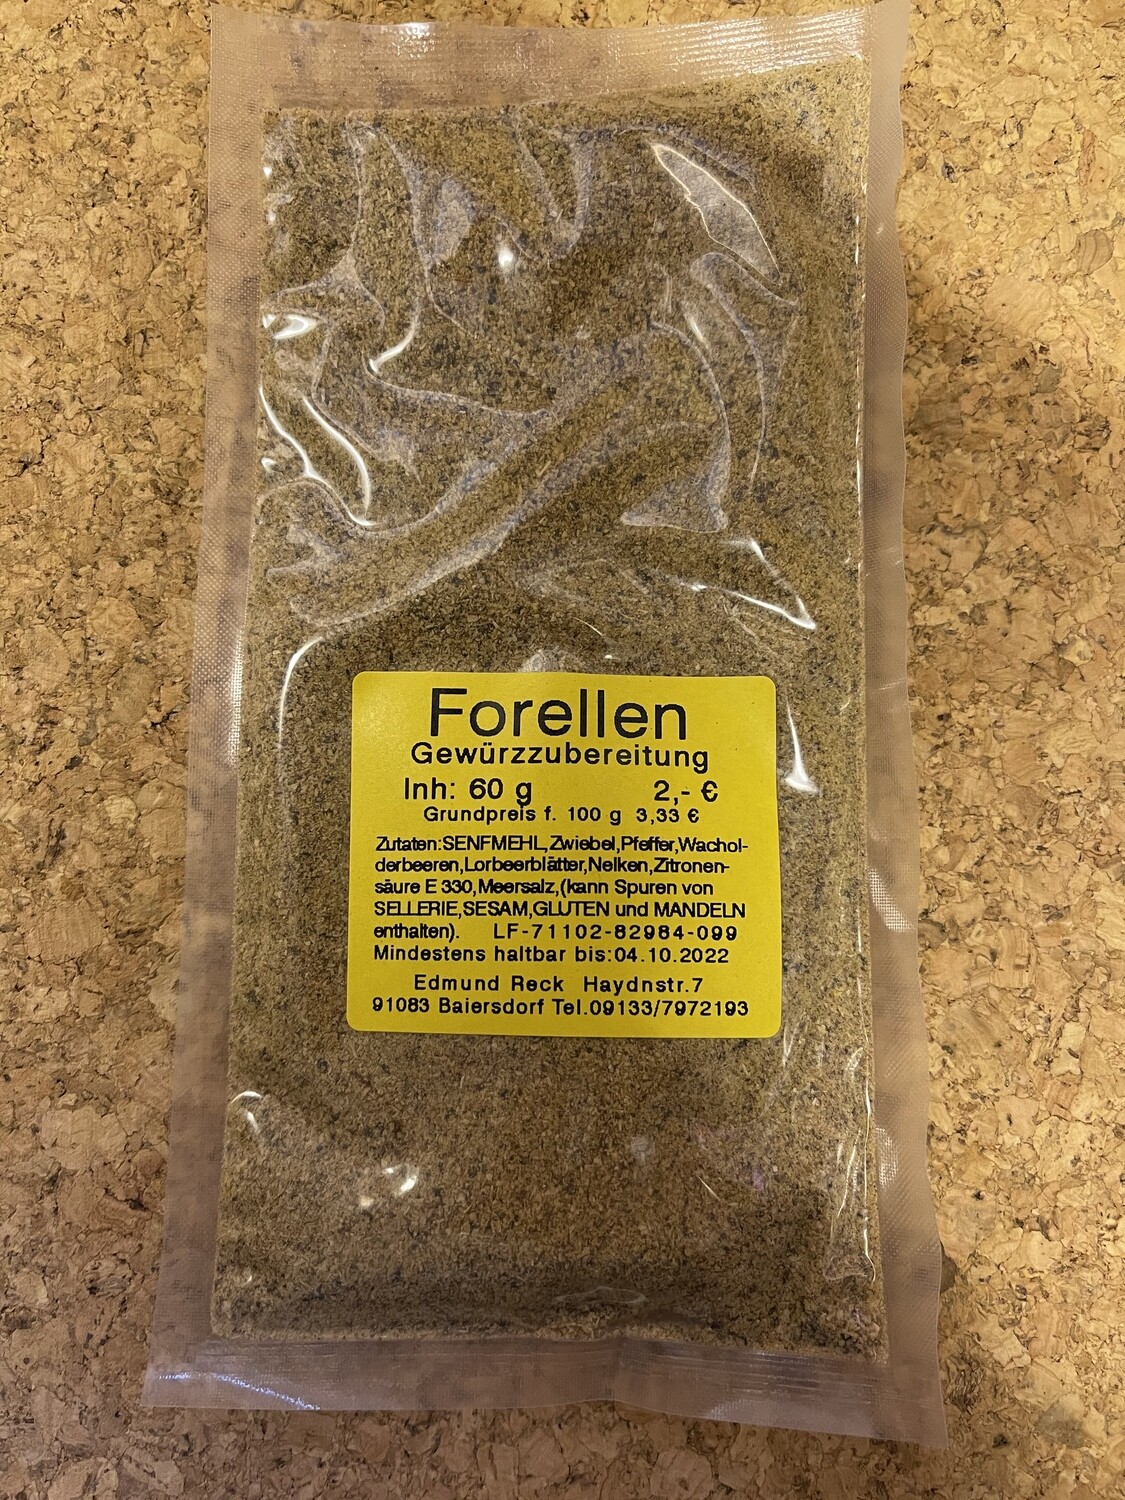 Forellen
Gewürzzubereitung
Inh: 60 g 2,- €
Grundpreis f. 100 g 3,33 €
Zutaten:SENFMEHL,Zwiebel,Pfeffer,Wachol-
derbeeren,Lorbeerblätter,Nelken,Zitronen-
säure E 330,Meersalz,(kann Spuren von
SELLERIE,SESAM,GLUTEN und MANDELN
enthalten). LF-71102-82984-099
Mindestens haltbar bis:04.10.2022
Edmund Reck Haydnstr.7
91083 Baiersdorf Tel.09133/7972193